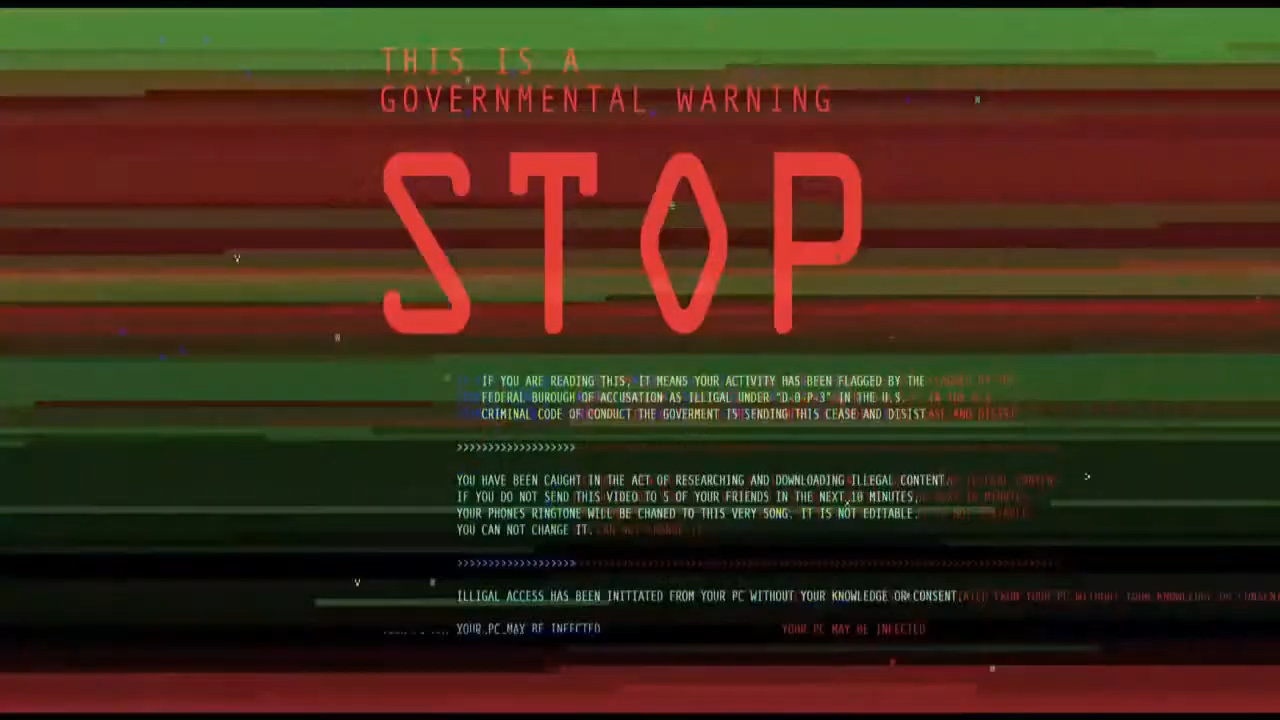 THIS IS A
GOVERNMENTAL WARNING
STOP
IF YOU ARE READING THIS, IT MEANS YOUR ACTIVITY HAS BEEN FLAGGED BY THE
FEDERAL BUROUGH OF ACCUSATION AS ILLIGAL UNDER "D-0-P-3" IN THE U.S.
CRIMINAL CODE OF CONDUCT THE GOVERMENT IS SENDING THIS CEASE AND DISIST
>>>>>>>>>>>>>>>>>>>
YOU HAVE BEEN CAUGHT IN THE ACT OF RESEARCHING AND DOWNLOADING ILLEGAL CONTENT.
IF YOU DO NOT SEND THIS VIDEO TO 5 OF YOUR FRIENDS IN THE NEXT 10 MINUTES,
YOUR PHONES RINGTONE WILL BE CHANED TO THIS VERY SONG. IT IS NOT EDITABLE.
YOU CAN NOT CHANGE IT.
>>>>>>>>>>>>>>>>>>>
ILLIGAL ACCESS HAS BEEN INITIATED FROM YOUR PC WITHOUT YOUR KNOWLEDGE OR CONSENT.
YOUR PC MAY BE INFECTED YOUR PC MAY BE INFECTED